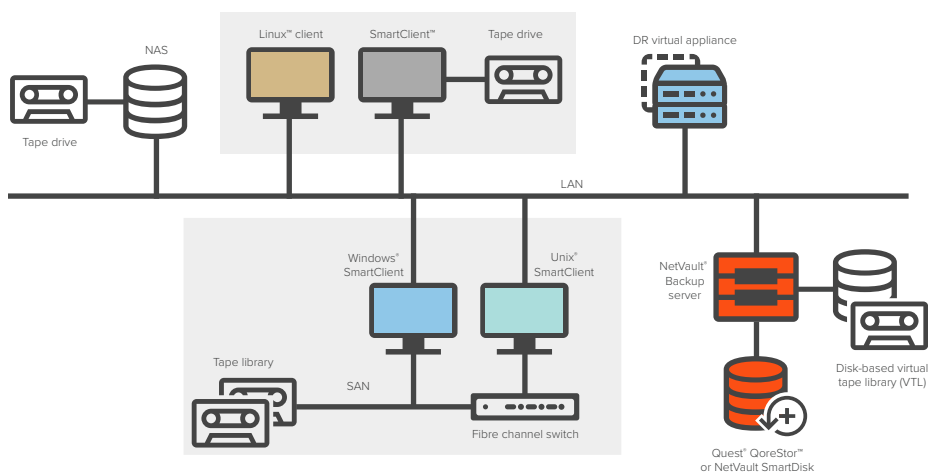 Linux™ client
SmartClient™
Tape drive
DR virtual appliance
NAS
Tape drive
LAN
Windows®
SmartClient
Unix®
SmartClient
NetVault®
Backup
server
Tape library
SAN
Fibre channel switch
Disk-based virtual
tape library (VTL)
Quest® QoreStor™
or NetVault SmartDisk